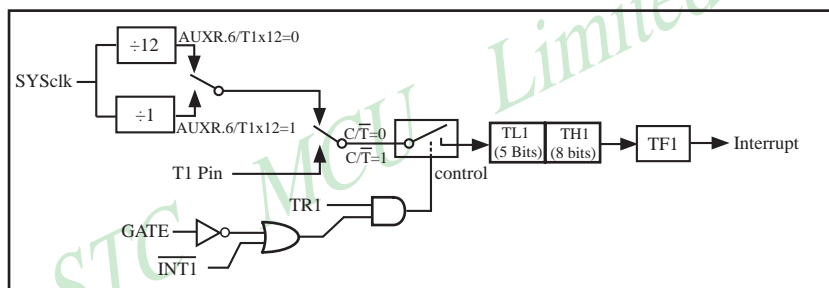 STC MCU Limited
÷12
AUXR.6/T1x12=0
SYSclk
÷1
AUXR.6/T1x12=1
C/T̅=0
C/T̅=1
T1 Pin
control
TL1
(5 Bits)
TH1
(8 bits)
TF1
Interrupt
TR1
GATE
I̅N̅T̅1̅